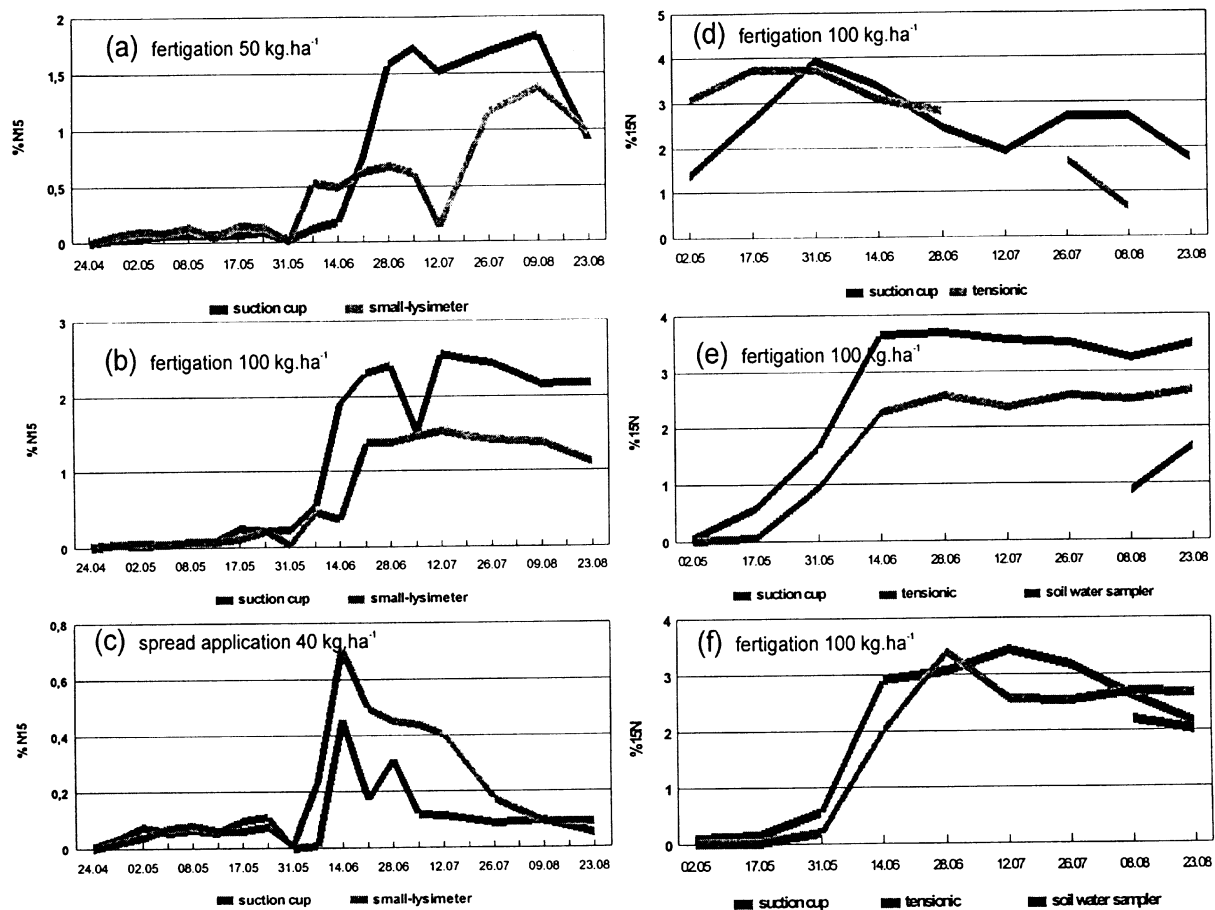 (a) fertigation 50 kg.ha⁻¹
% N15
2
1,5
1
0,5
0
24.04 02.05 08.05 17.05 31.05 14.06 28.06 12.07 26.07 09.08 23.08
suction cup small-lysimeter
(b) fertigation 100 kg.ha⁻¹
% N15
3
2
1
0
24.04 02.05 08.05 17.05 31.05 14.06 28.06 12.07 26.07 09.08 23.08
suction cup small-lysimeter
(c) spread application 40 kg.ha⁻¹
% N15
0,8
0,6
0,4
0,2
0
24.04 02.05 08.05 17.05 31.05 14.06 28.06 12.07 26.07 09.08 23.08
suction cup small-lysimeter
(d) fertigation 100 kg.ha⁻¹
%15N
5
4
3
2
1
0
02.05 17.05 31.05 14.06 28.06 12.07 26.07 08.08 23.08
suction cup tensionic
(e) fertigation 100 kg.ha⁻¹
%15N
4
3
2
1
0
02.05 17.05 31.05 14.06 28.06 12.07 26.07 08.08 23.08
suction cup tensionic soil water sampler
(f) fertigation 100 kg.ha⁻¹
%15N
4
3
2
1
0
02.05 17.05 31.05 14.06 28.06 12.07 26.07 08.08 23.08
suction cup tensionic soil water sampler